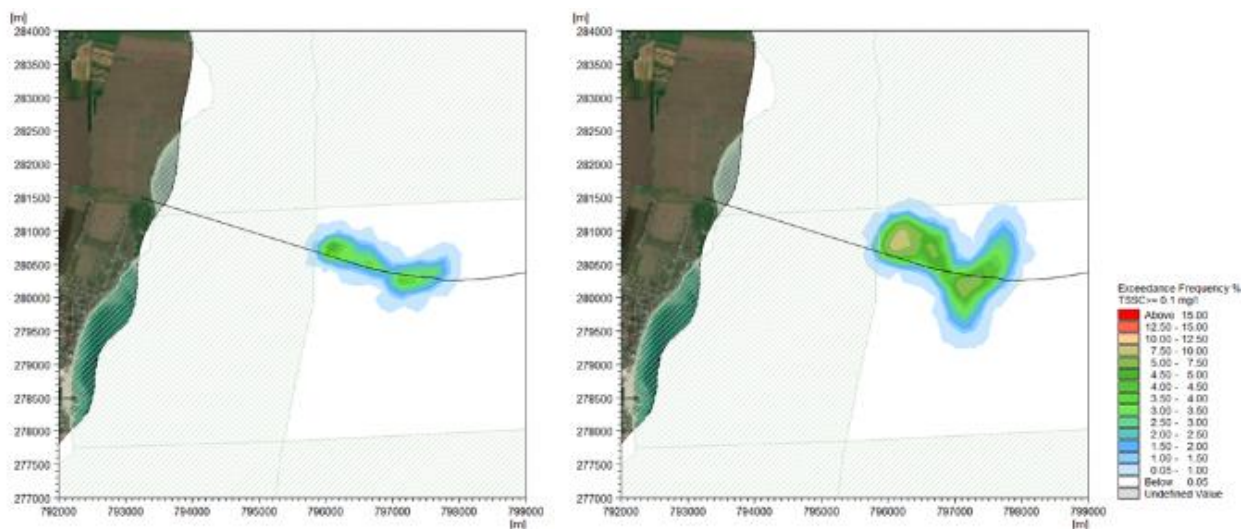 [m]
284000
283500
283000
282500
282000
281500
281000
280500
280000
279500
279000
278500
278000
277500
277000
792000 793000 794000 795000 796000 797000 798000 799000
[m]
[m]
284000
283500
283000
282500
282000
281500
281000
280500
280000
279500
279000
278500
278000
277500
277000
792000 793000 794000 795000 796000 797000 798000 799000
[m]
Exceedance Frequency %
TSSC>= 0.1 mg/l
Above 15.00
12.50 - 15.00
10.00 - 12.50
7.50 - 10.00
5.00 - 7.50
4.50 - 5.00
4.00 - 4.50
3.50 - 4.00
3.00 - 3.50
2.50 - 3.00
2.00 - 2.50
1.50 - 2.00
1.00 - 1.50
0.05 - 1.00
Below 0.05
Undefined Value